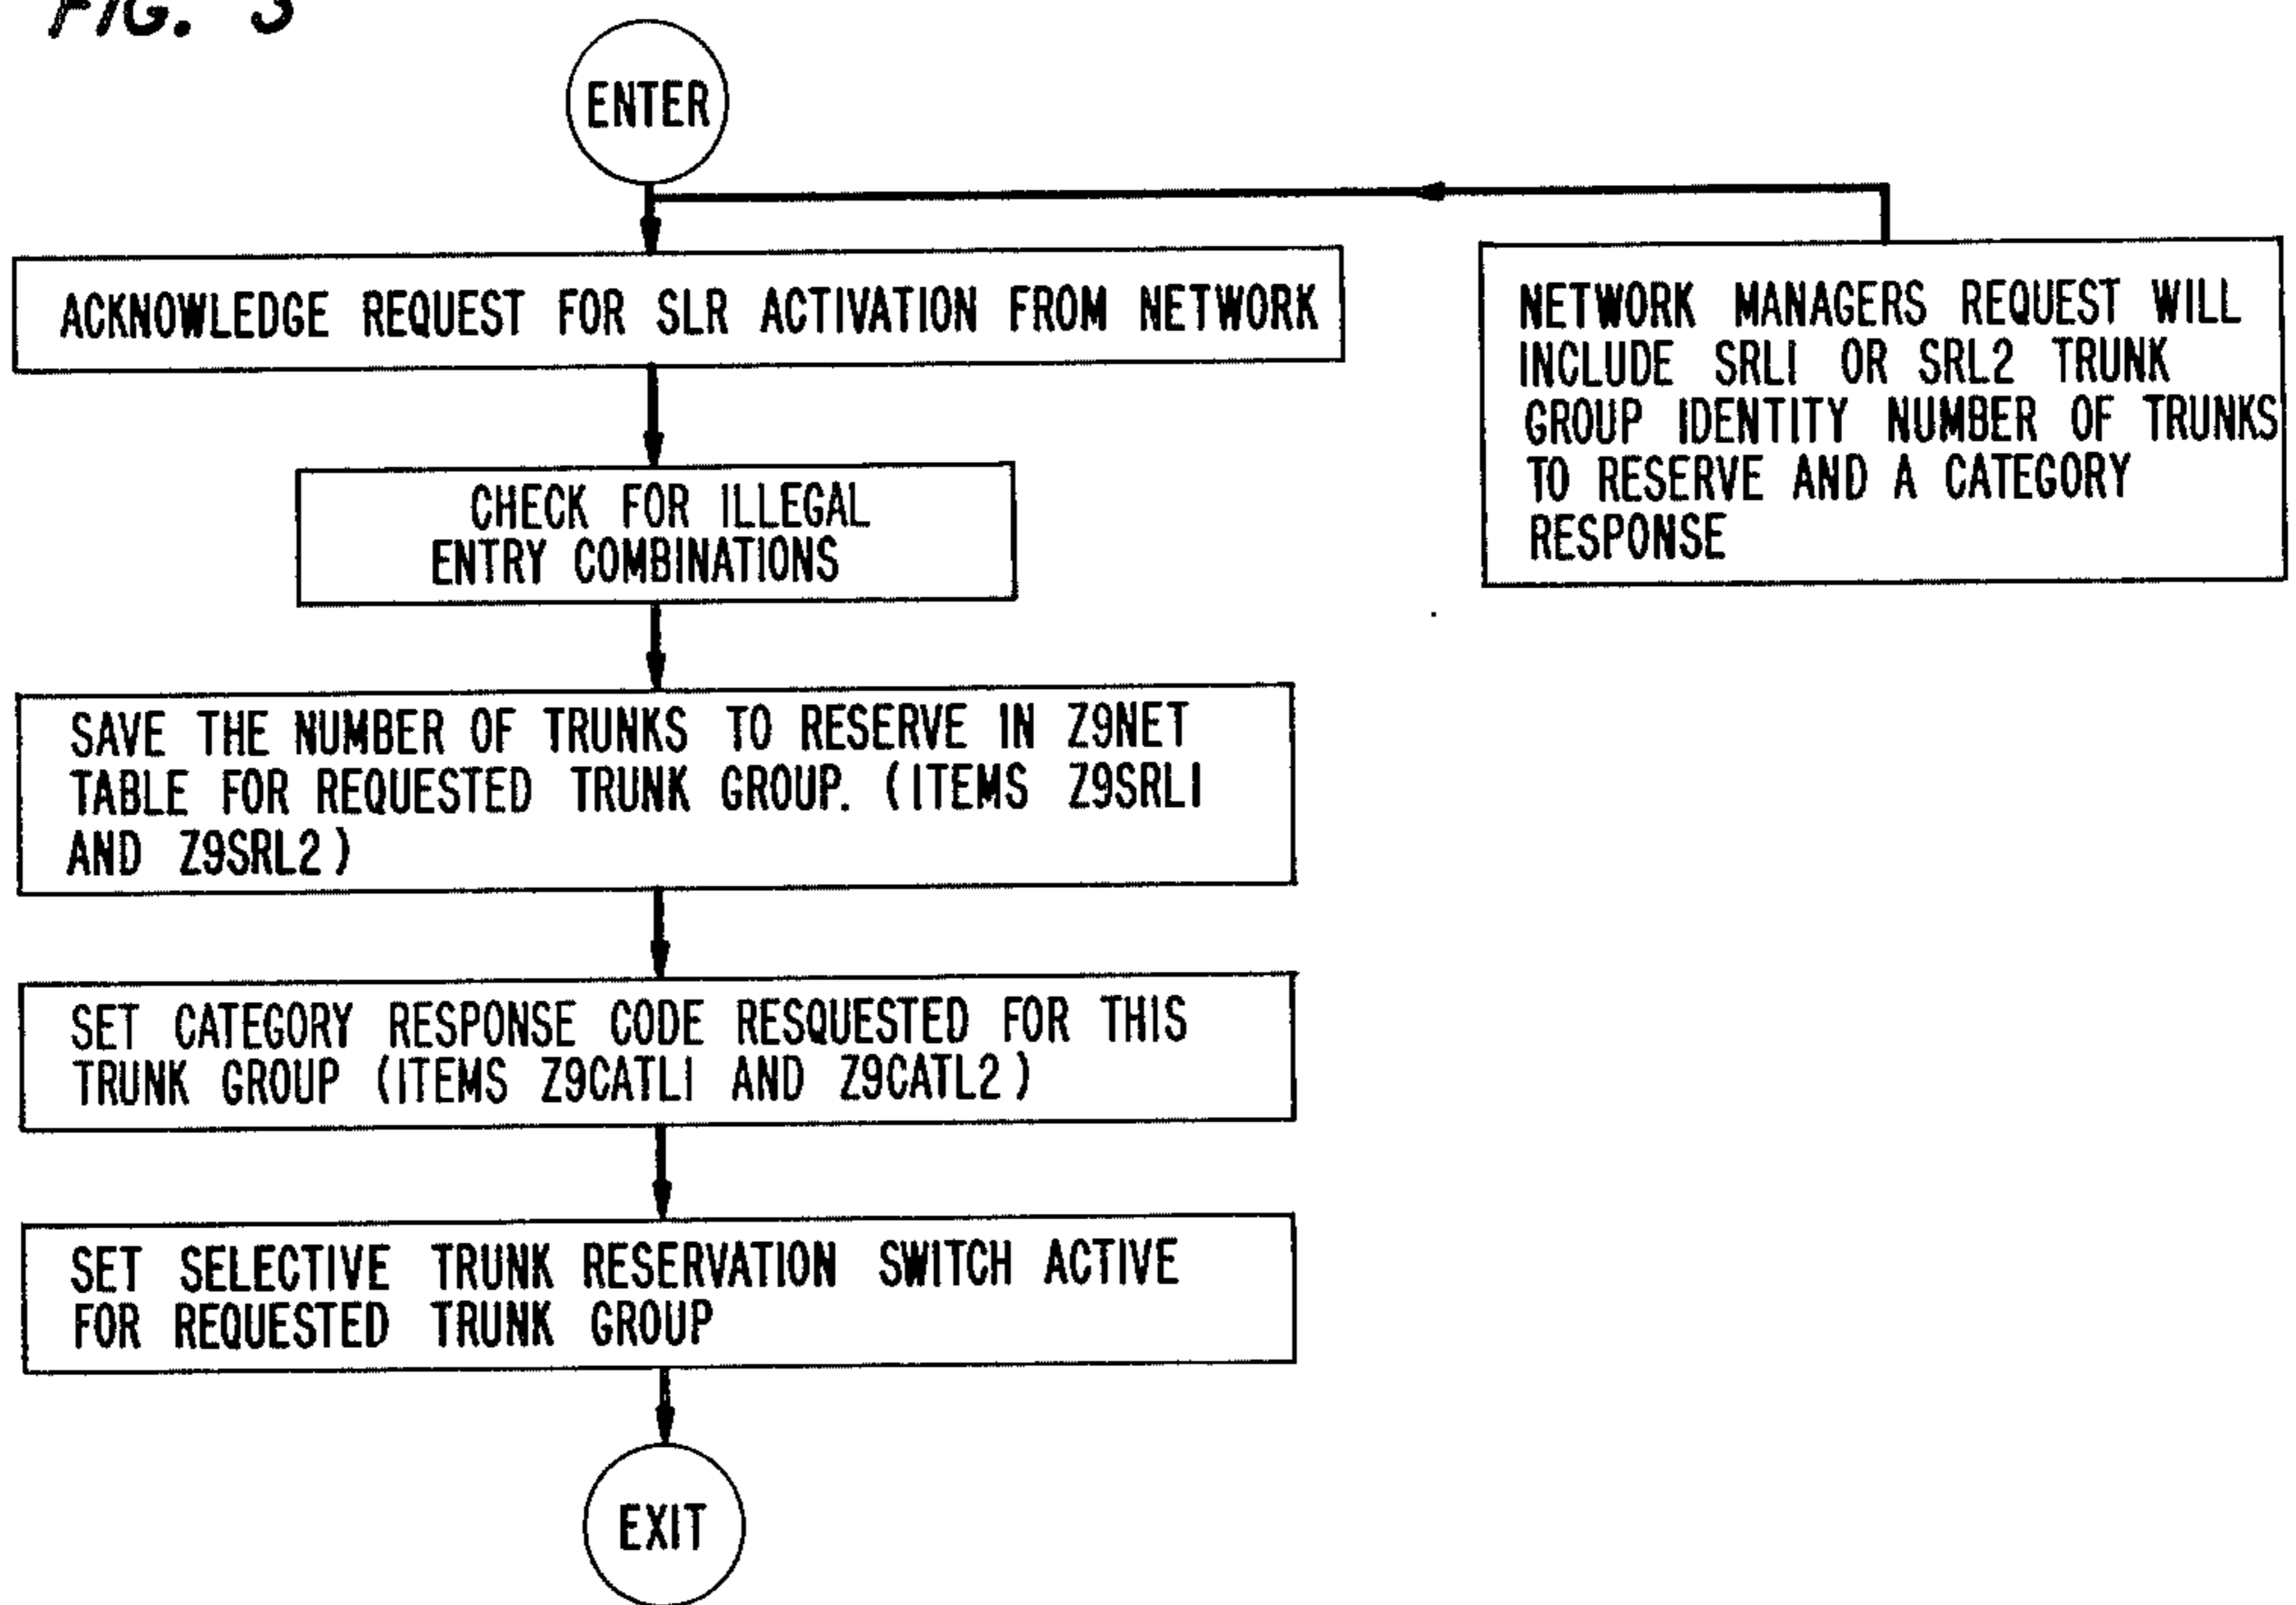 FIG. 3
ENTER
ACKNOWLEDGE REQUEST FOR SLR ACTIVATION FROM NETWORK
NETWORK MANAGERS REQUEST WILL
INCLUDE SRL1 OR SRL2 TRUNK
GROUP IDENTITY NUMBER OF TRUNKS
TO RESERVE AND A CATEGORY
RESPONSE
CHECK FOR ILLEGAL
ENTRY COMBINATIONS
SAVE THE NUMBER OF TRUNKS TO RESERVE IN Z9NET
TABLE FOR REQUESTED TRUNK GROUP. (ITEMS Z9SRL1
AND Z9SRL2)
SET CATEGORY RESPONSE CODE RESQUESTED FOR THIS
TRUNK GROUP (ITEMS Z9CATL1 AND Z9CATL2)
SET SELECTIVE TRUNK RESERVATION SWITCH ACTIVE
FOR REQUESTED TRUNK GROUP
EXIT